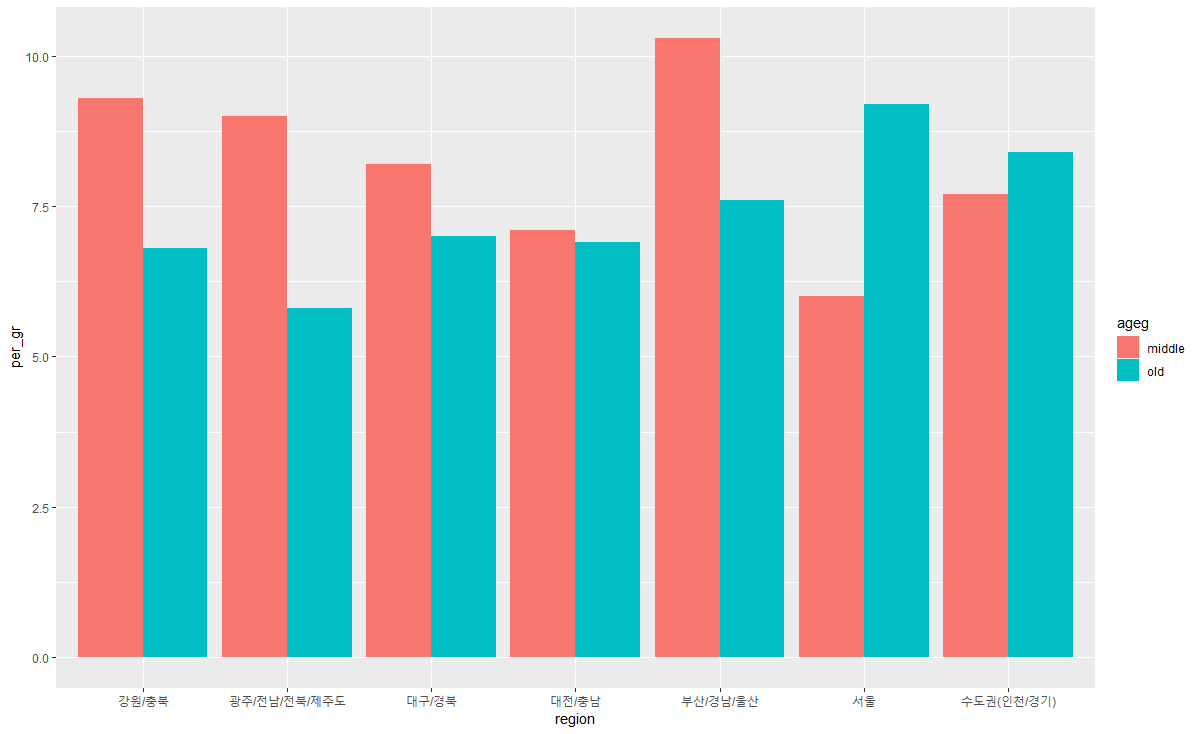 10.0
7.5
5.0
2.5
0.0
per_gr
강원/충북
광주/전남/전북/제주도
대구/경북
대전/충남
부산/경남/울산
서울
수도권(인천/경기)
region
ageg
middle
old